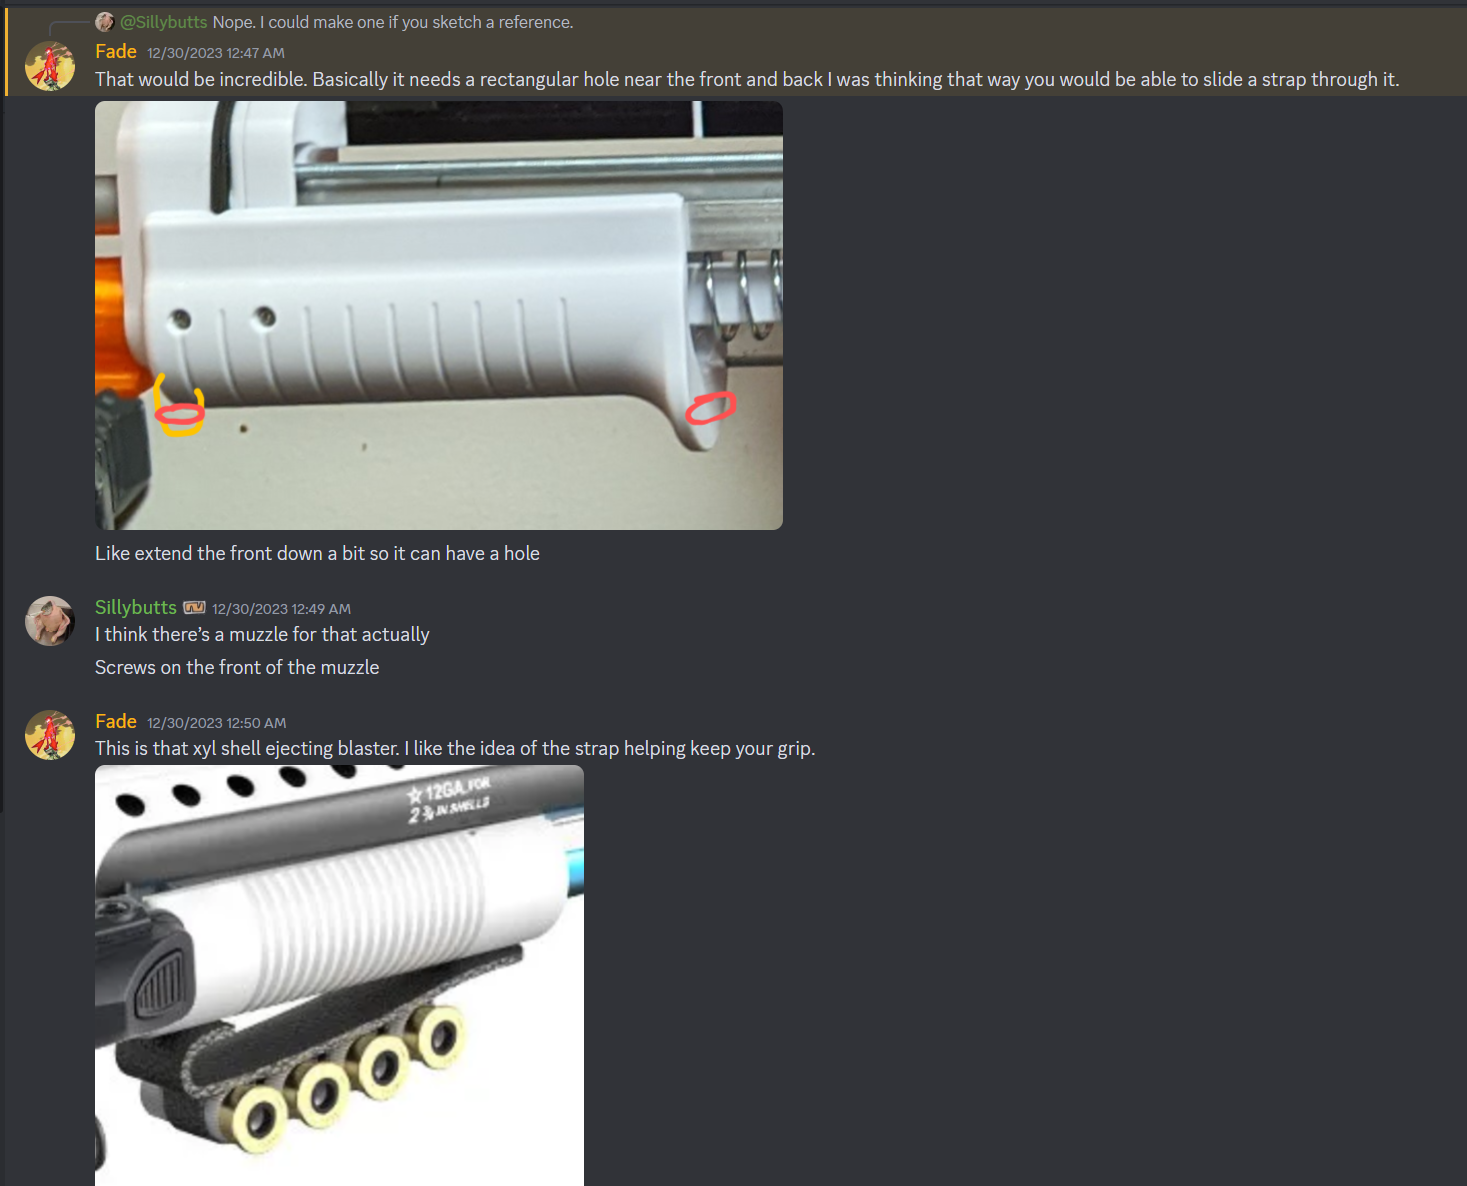 @Sillybutts Nope. I could make one if you sketch a reference.
Fade 12/30/2023 12:47 AM
That would be incredible. Basically it needs a rectangular hole near the front and back I was thinking that way you would be able to slide a strap through it.
Like extend the front down a bit so it can have a hole
Sillybutts 12/30/2023 12:49 AM
I think there's a muzzle for that actually
Screws on the front of the muzzle
Fade 12/30/2023 12:50 AM
This is that xyl shell ejecting blaster. I like the idea of the strap helping keep your grip.
☆ 12GA. FOR
2 ¾ IN SHELLS